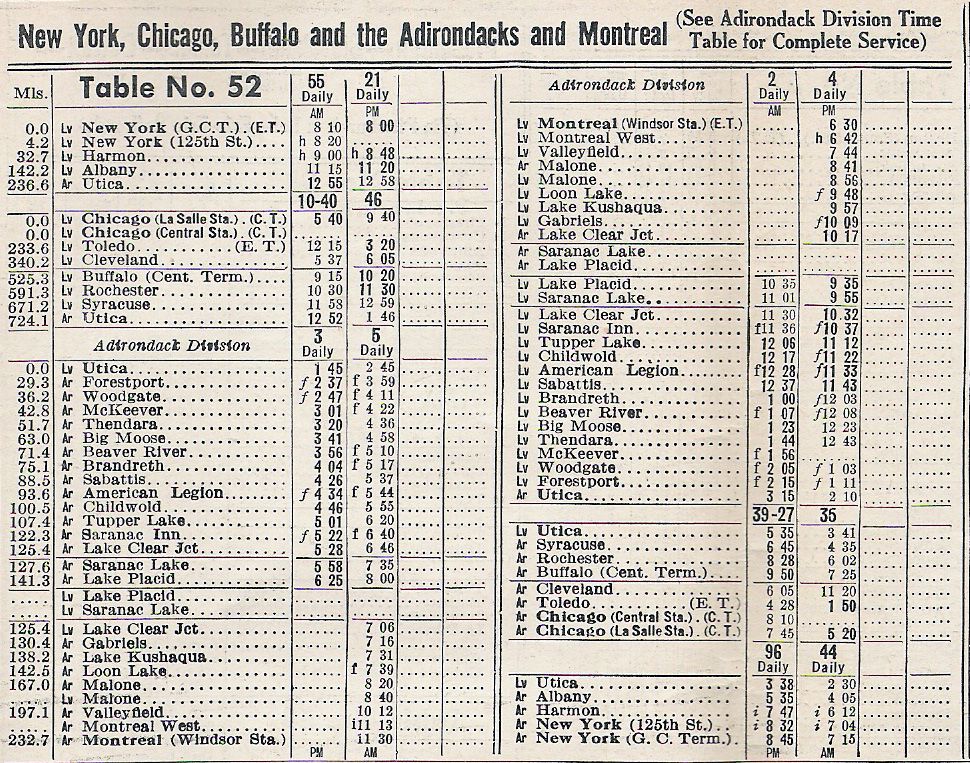 New York, Chicago, Buffalo and the Adirondacks and Montreal (See Adirondack Division Time
Table for Complete Service)
Mls. Table No. 52 55 Daily 21 Daily
AM PM
0.0 Lv New York (G.C.T.). (E.T.) 8 10 8 00
4.2 Lv New York (125th St.).... h 8 20
32.7 Lv Harmon h 9 00 h 8 48
142.2 Lv Albany 11 15 11 20
236.6 Ar Utica 12 55 12 58
10-40 46
0.0 Lv Chicago (La Salle Sta.). (C.T.) 5 40 9 40
0.0 Lv Chicago (Central Sta.). (C.T.)
233.6 Lv Toledo (E. T.) 12 15 3 20
340.2 Lv Cleveland 5 37 6 05
525.3 Lv Buffalo (Cent. Term.) 9 15 10 20
591.3 Lv Rochester 10 30 11 30
671.2 Lv Syracuse 11 58 12 59
724.1 Ar Utica 12 52 1 46
Adirondack Division 3 Daily 5 Daily
0.0 Lv Utica 1 45 2 45
29.3 Ar Forestport f 2 37 f 3 59
36.2 Ar Woodgate f 2 47 f 4 11
42.8 Ar McKeever 3 01 f 4 22
51.7 Ar Thendara 3 20 4 36
63.0 Ar Big Moose 3 41 4 58
71.4 Ar Beaver River 3 56 f 5 10
75.1 Ar Brandreth 4 04 f 5 17
88.5 Ar Sabattis 4 26 5 37
93.6 Ar American Legion f 4 34 f 5 44
100.5 Ar Childwold 4 46 5 55
107.4 Ar Tupper Lake 5 01 6 20
122.3 Ar Saranac Inn f 5 22 f 6 40
125.4 Ar Lake Clear Jct 5 28 6 46
127.6 Ar Saranac Lake 5 58 7 35
141.3 Ar Lake Placid 6 25 8 00
Lv Lake Placid
Lv Saranac Lake
125.4 Lv Lake Clear Jct. 7 06
130.4 Ar Gabriels 7 16
138.2 Ar Lake Kushaqua 7 31
142.5 Ar Loon Lake f 7 39
167.0 Ar Malone 8 20
Lv Malone 8 40
197.1 Ar Valleyfield 10 12
Ar Montreal West i11 13
232.7 Ar Montreal (Windsor Sta.) 11 30
PM AM
Adirondack Division 2 Daily 4 Daily
AM PM
Lv Montreal (Windsor Sta.) (E.T.) 6 30
Lv Montreal West h 6 42
Lv Valleyfield 7 44
Ar Malone 8 41
Lv Malone 8 56
Lv Loon Lake f 9 48
Lv Lake Kushaqua 9 57
Lv Gabriels f10 09
Ar Lake Clear Jct 10 17
Ar Saranac Lake
Ar Lake Placid
Lv Lake Placid 10 35 9 35
Lv Saranac Lake 11 01 9 55
Lv Lake Clear Jct. 11 30 10.32
Lv Saranac Inn f11 36 f10 37
Lv Tupper Lake 12 06 11 12
Lv Childwold 12 17 f11 22
Lv American Legion f12 28 f11 33
Lv Sabattis 12 37 11 43
Lv Brandreth 1 00 f12 03
Lv Beaver River f 1 07 f12 08
Lv Big Moose 1 23 12 23
Lv Thendara 1 44 12 43
Lv McKeever f 1 56
Lv Woodgate f 2 05 f 1 03
Lv Forestport f 2 15 f 1 11
Ar Utica 3 15 2 10
39-27 35
Lv Utica 5 35 3 41
Ar Syracuse 6 45 4 35
Ar Rochester 8 28 6 02
Ar Buffalo (Cent. Term.) 9 50 7 25
Ar Cleveland 6 05 11 20
Ar Toledo (E. T.) 4 28 1 50
Ar Chicago (Central Sta.). (C.T.) 8 10
Ar Chicago (La Salle Sta.). (C.T.) 7 45 5 20
96 Daily 44 Daily
Lv Utica 3 38 2 30
Ar Albany 5 35 4 05
Ar Harmon i 7 47 i 6 12
Ar New York (125th St.) i 8 32 i 7 04
Ar New York (G. C. Term.) 8 45 7 15
PM AM